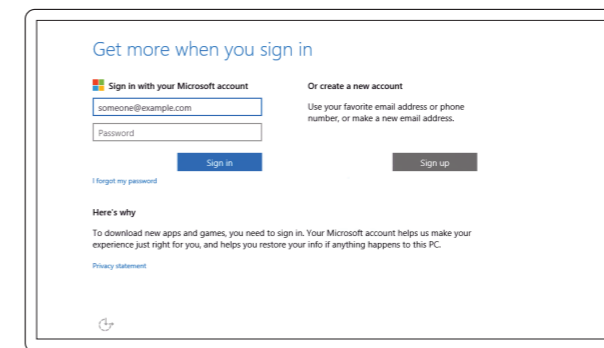 Get more when you sign in
Sign in with your Microsoft account
someone@example.com
Password
Sign in
I forgot my password
Or create a new account
Use your favorite email address or phone
number, or make a new email address.
Sign up
Here's why
To download new apps and games, you need to sign in. Your Microsoft account helps us make your
experience just right for you, and helps you restore your info if anything happens to this PC.
Privacy statement